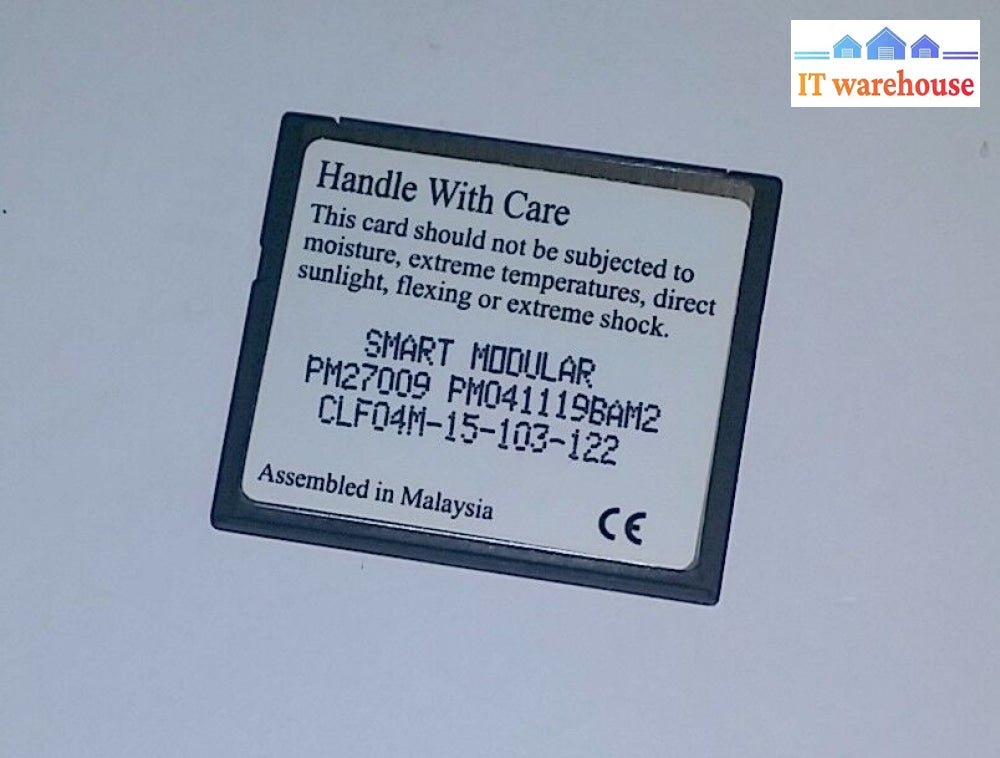 IT warehouse
Handle With Care
This card should not be subjected to
moisture, extreme temperatures, direct
sunlight, flexing or extreme shock.
SMART MODULAR
PM27009 PM041119BAM2
CLF04M-15-103-122
Assembled in Malaysia
CE